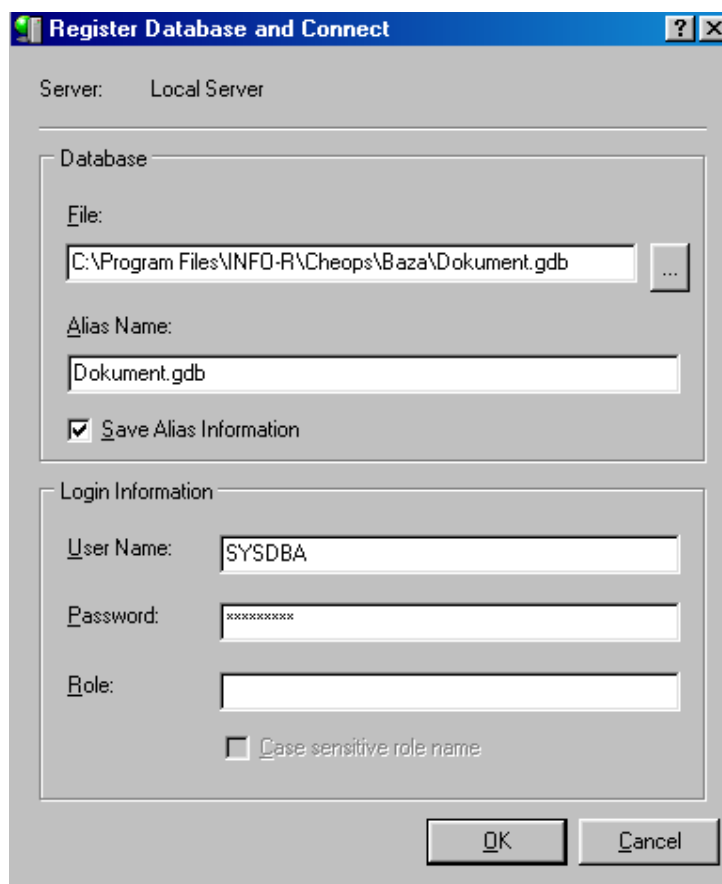 Register Database and Connect
Server: Local Server
Database
File:
C:\Program Files\INFO-R\Cheops\Baza\Dokument.gdb
...
Alias Name:
Dokument.gdb
Save Alias Information
Login Information
User Name: SYSDBA
Password: *********
Role:
Case sensitive role name
OK Cancel